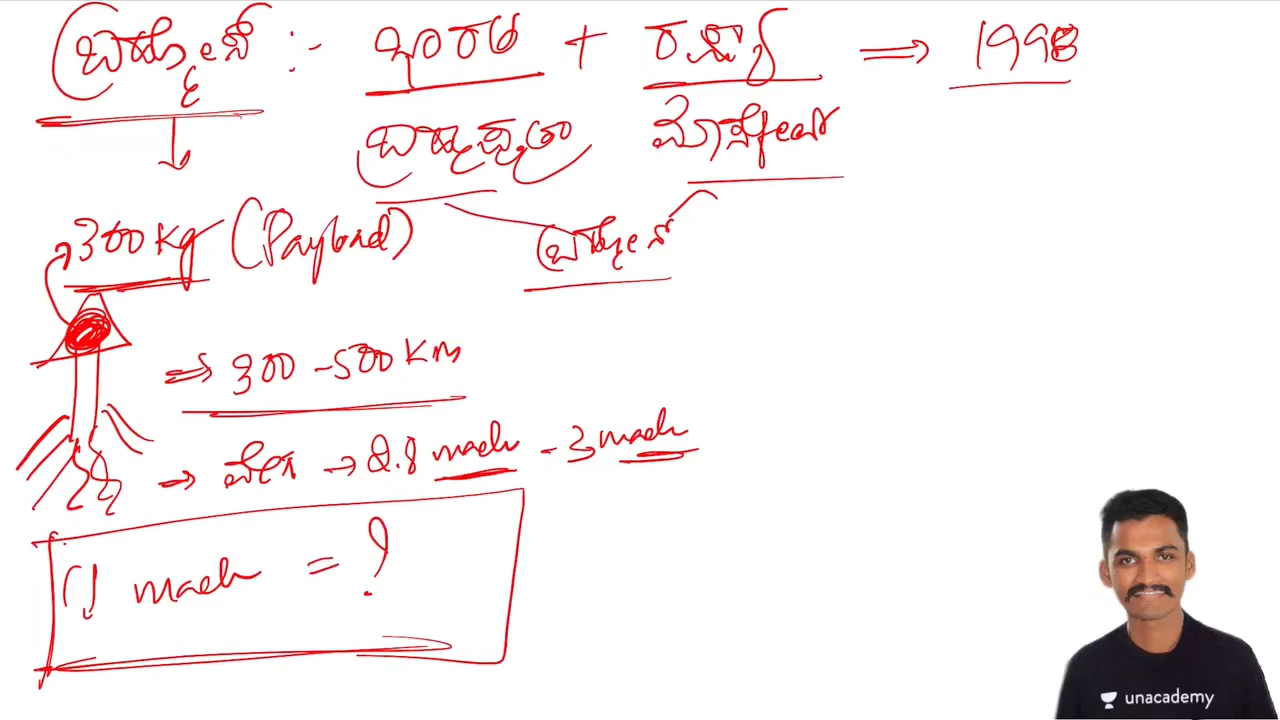 ಬ್ರಹ್ಮೋಸ್ :- ಭಾರತ + ರಷ್ಯಾ ⇒ 1998
ಬ್ರಹ್ಮಪುತ್ರಾ ಮಾಸ್ಕೋವಾ
300 Kg (Payload)
ಬ್ರಹ್ಮೋಸ್
⇒ 300 - 500 Km
→ ವೇಗ → 2.8 mach - 3 mach
mach = ?
unacademy